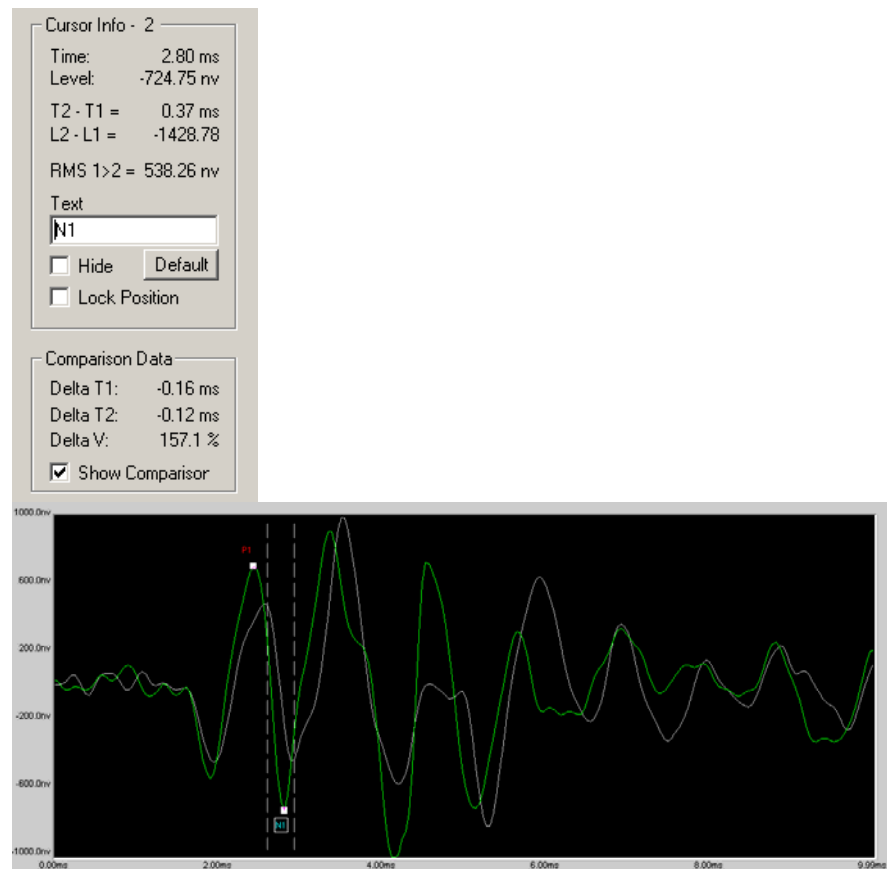 Cursor Info - 2
Time: 2.80 ms
Level: -724.75 nv
T2 - T1 = 0.37 ms
L2 - L1 = -1428.78
RMS 1>2 = 538.26 nv
Text
N1
Hide Default
Lock Position
Comparison Data
Delta T1: -0.16 ms
Delta T2: -0.12 ms
Delta V: 157.1 %
Show Comparisor
1000.0nv
P1
600.0nv
200.0nv
-200.0nv
-600.0nv
N1
-1000.0nv
0.00ms 2.00ms 4.00ms 6.00ms 8.00ms 9.99ms